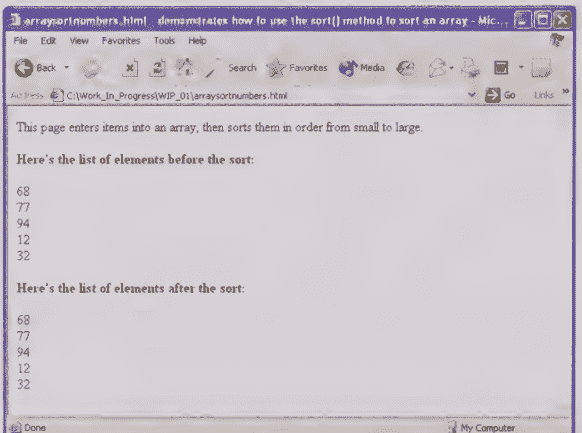 arraysortnumbers.html - demonstrates how to use the sort() method to sort an array - Mic...
File Edit View Favorites Tools Help
Back Search Favorites Media
Address C:\Work_In_Progress\WIP_01\arraysortnumbers.html Go Links »
This page enters items into an array, then sorts them in order from small to large.
Here's the list of elements before the sort:
68
77
94
12
32
Here's the list of elements after the sort:
68
77
94
12
32
Done My Computer